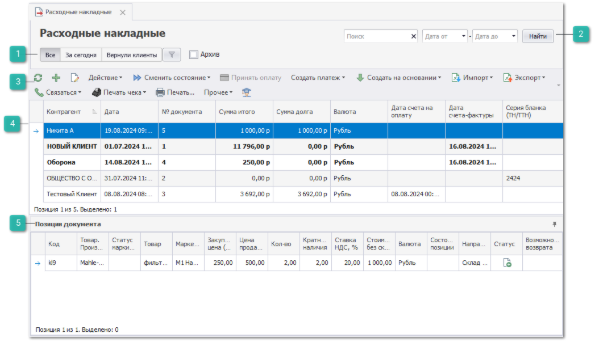 Расходные накладные
Расходные накладные
Поиск Дата от - Дата до Найти 2
1 Все За сегодня Вернули клиенты Архив
3 Действие Сменить состояние Принять оплату Создать платеж Создать на основании Импорт Экспорт
Связаться Печать чека Печать... Прочее
Контрагент Дата № документа Сумма итого Сумма долга Валюта Дата счета на оплату Дата счета-фактуры Серия бланка (ТН/ТТН)
4 Никита А 19.08.2024 09:... 5 1 000,00 р 1 000,00 р Рубль
НОВЫЙ КЛИЕНТ 01.07.2024 1... 1 11 796,00 р 0,00 р Рубль 16.08.2024 1...
Оборона 14.08.2024 1... 4 250,00 р 0,00 р Рубль 16.08.2024 1...
ОБЩЕСТВО С О... 31.07.2024 11:... 2 0,00 р 0,00 р Рубль 2424
Тестовый Клиент 08.08.2024 08:... 3 3 692,00 р 3 692,00 р Рубль 08.08.2024 00:...
Позиция 1 из 5. Выделено: 1
5 Позиции документа
Код Товар. Произ... Статус марки... Товар Марке... Закуп... цена (... Цена прода... Кол-во Кратн... наличия Ставка НДС, % Стоим... без ск... Валюта Состо... позиции Напра... Статус Возможно... возврата
ki9 Mahle-... фильт... М1 На... 250,00 500,00 2,00 2,00 20,00 1 000,00 Рубль Склад ...
Позиция 1 из 1. Выделено: 0